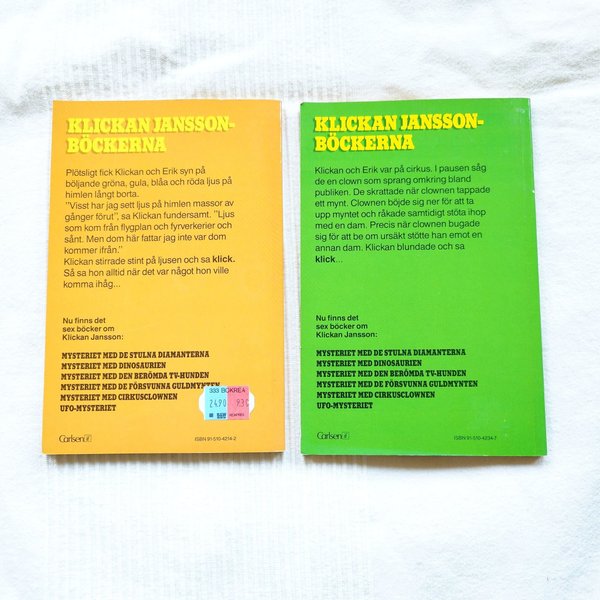 KLICKAN JANSSON-
BÖCKERNA
Plötsligt fick Klickan och Erik syn på
böljande gröna, gula, blåa och röda ljus på
himlen långt borta.
"Visst har jag sett ljus på himlen massor av
gånger förut", sa Klickan fundersamt. "Ljus
som kom från flygplan och fyrverkerier och
sånt. Men dom här fattar jag inte var dom
kommer ifrån."
Klickan stirrade stint på ljusen och sa klick.
Så sa hon alltid när det var något hon ville
komma ihåg...
Nu finns det
sex böcker om
Klickan Jansson:
MYSTERIET MED DE STULNA DIAMANTERNA
MYSTERIET MED DINOSAURIEN
MYSTERIET MED DEN BERÖMDA TV-HUNDEN
MYSTERIET MED DE FÖRSVUNNA GULDMYNTEN
MYSTERIET MED CIRKUSCLOWNEN
UFO-MYSTERIET
333 BOKREA
24.90
Carlsen if
ISBN 91-510-4214-2
KLICKAN JANSSON-
BÖCKERNA
Klickan och Erik var på cirkus. I pausen såg
de en clown som sprang omkring bland
publiken. De skrattade när clownen tappade
ett mynt. Clownen böjde sig ner för att ta
upp myntet och råkade samtidigt stöta ihop
med en dam. Precis när clownen bugade
sig för att be om ursäkt stötte han emot en
annan dam. Klickan blundade och sa
klick...
Nu finns det
sex böcker om
Klickan Jansson:
MYSTERIET MED DE STULNA DIAMANTERNA
MYSTERIET MED DINOSAURIEN
MYSTERIET MED DEN BERÖMDA TV-HUNDEN
MYSTERIET MED DE FÖRSVUNNA GULDMYNTEN
MYSTERIET MED CIRKUSCLOWNEN
UFO-MYSTERIET
Carlsen if
ISBN 91-510-4234-7